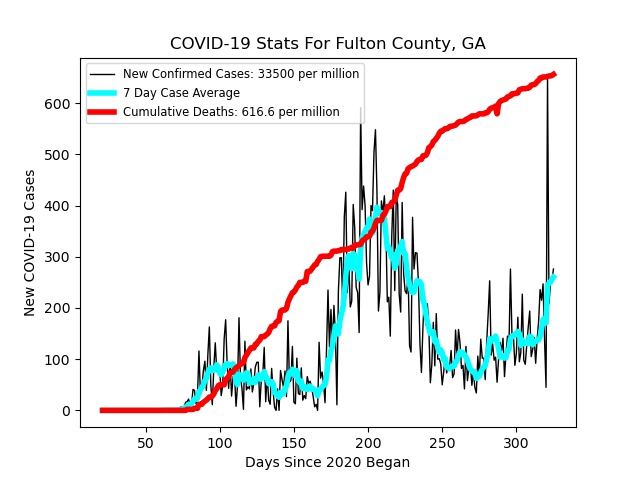 COVID-19 Stats For Fulton County, GA
New Confirmed Cases: 33500 per million
7 Day Case Average
Cumulative Deaths: 616.6 per million
New COVID-19 Cases
600
500
400
300
200
100
0
50 100 150 200 250 300
Days Since 2020 Began